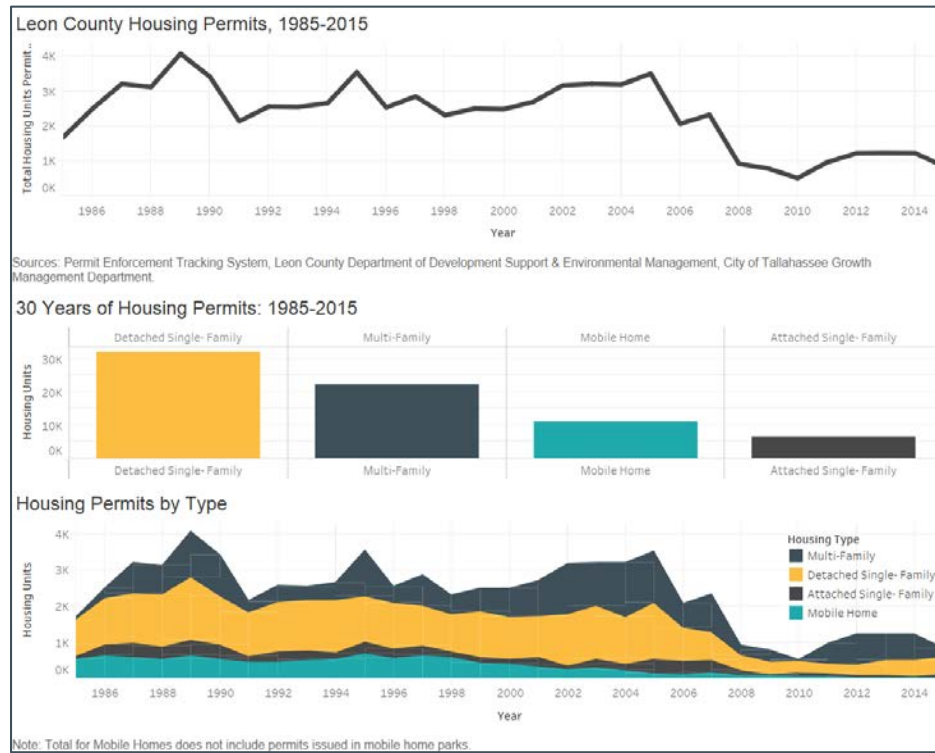 Leon County Housing Permits, 1985-2015
Total Housing Units Permit..
4K
3K
2K
1K
0K
1986 1988 1990 1992 1994 1996 1998 2000 2002 2004 2006 2008 2010 2012 2014
Year
Sources: Permit Enforcement Tracking System, Leon County Department of Development Support & Environmental Management, City of Tallahassee Growth
Management Department.
30 Years of Housing Permits: 1985-2015
Detached Single- Family Multi-Family Mobile Home Attached Single- Family
Housing Units
30K
20K
10K
0K
Detached Single- Family Multi-Family Mobile Home Attached Single- Family
Housing Permits by Type
Housing Units
4K
3K
2K
1K
0K
Housing Type
Multi-Family
Detached Single-Family
Attached Single- Family
Mobile Home
1986 1988 1990 1992 1994 1996 1998 2000 2002 2004 2006 2008 2010 2012 2014
Year
Note: Total for Mobile Homes does not include permits issued in mobile home parks.